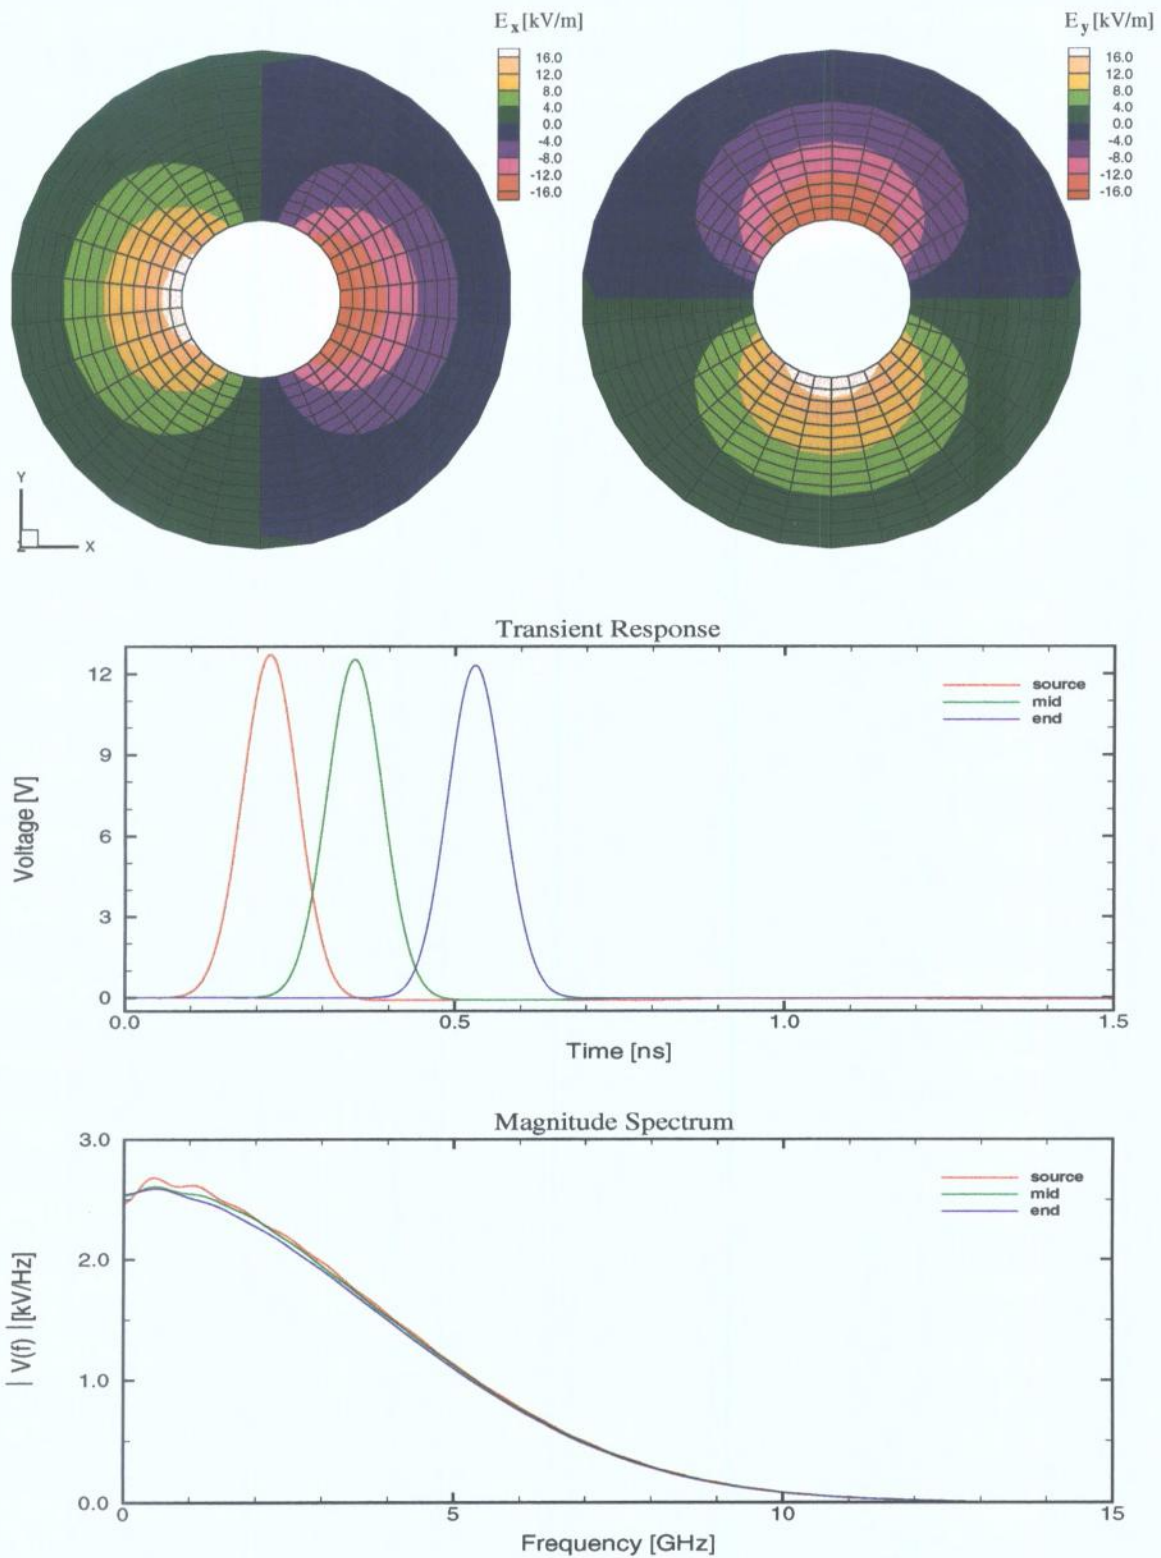 E x [kV/m]
16.0
12.0
8.0
4.0
0.0
-4.0
-8.0
-12.0
-16.0
E y [kV/m]
16.0
12.0
8.0
4.0
0.0
-4.0
-8.0
-12.0
-16.0
Y
Z
X
Transient Response
Voltage [V]
12
9
6
3
0
source
mid
end
0.0
0.5
1.0
1.5
Time [ns]
Magnitude Spectrum
| V(f) | [kV/Hz]
3.0
2.0
1.0
0.0
source
mid
end
0
5
10
15
Frequency [GHz]